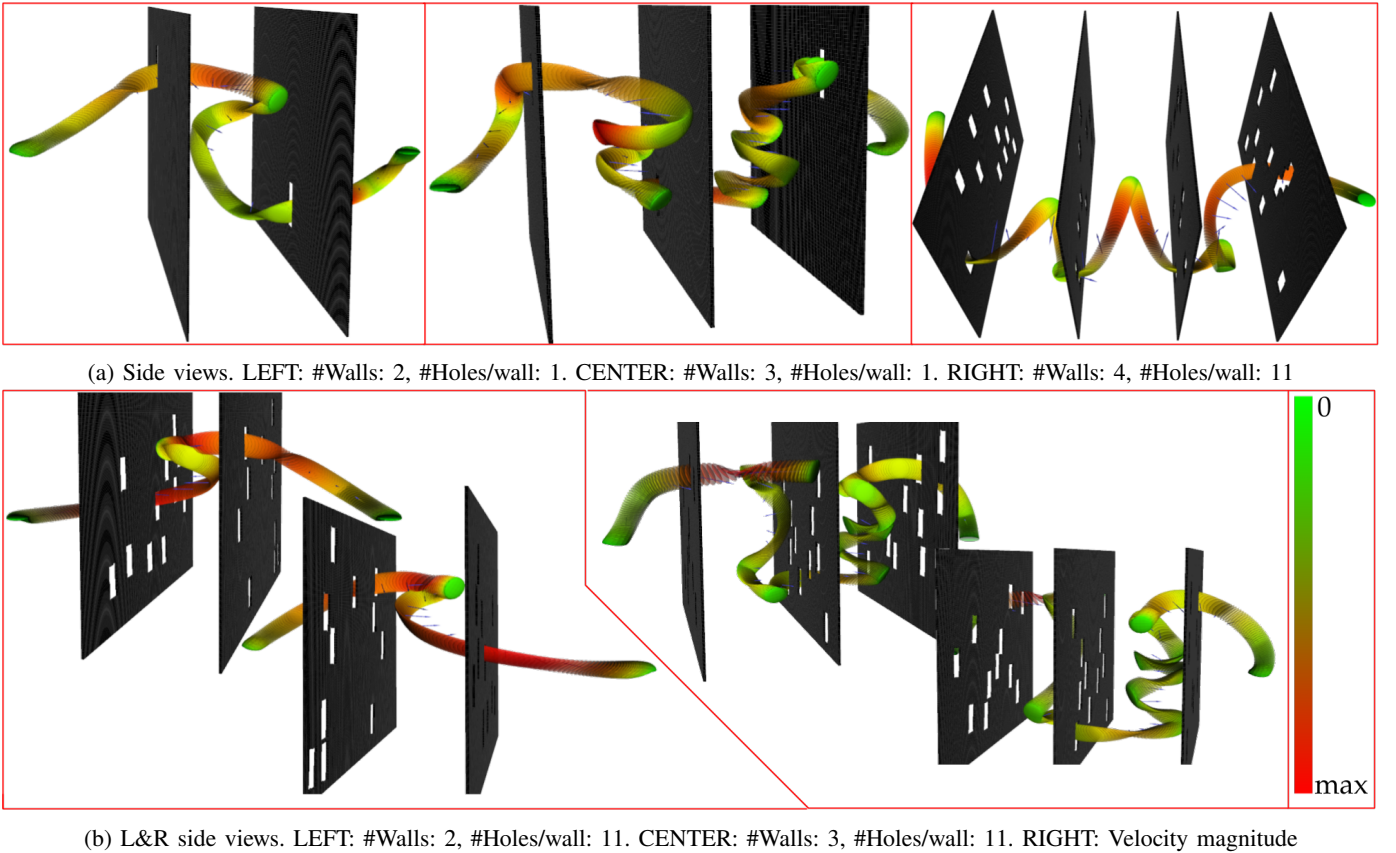 (a) Side views. LEFT: #Walls: 2, #Holes/wall: 1. CENTER: #Walls: 3, #Holes/wall: 1. RIGHT: #Walls: 4, #Holes/wall: 11
0
max
(b) L&R side views. LEFT: #Walls: 2, #Holes/wall: 11. CENTER: #Walls: 3, #Holes/wall: 11. RIGHT: Velocity magnitude